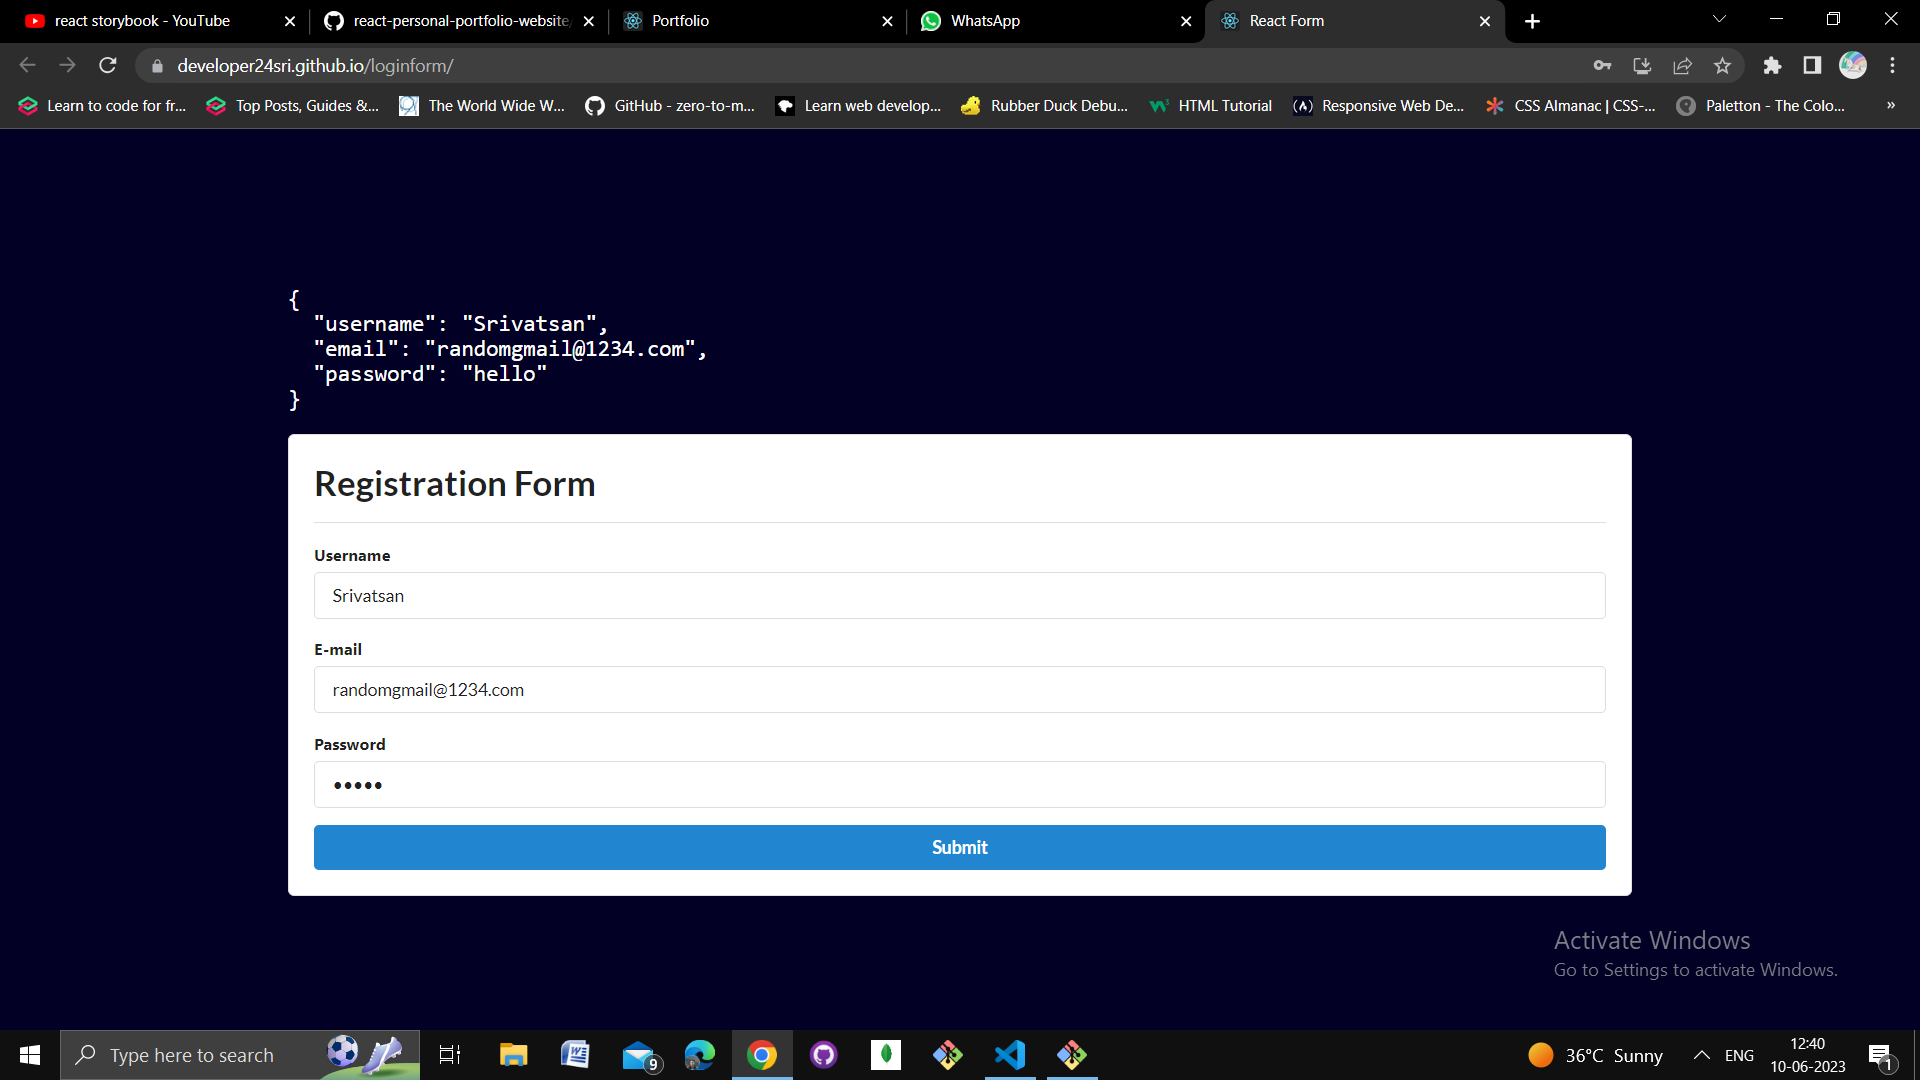 react storybook - YouTube
react-personal-portfolio-website/
Portfolio
WhatsApp
React Form
developer24sri.github.io/loginform/
Learn to code for fr...
Top Posts, Guides &...
The World Wide W...
GitHub - zero-to-m...
Learn web develop...
Rubber Duck Debu...
HTML Tutorial
Responsive Web De...
CSS Almanac | CSS-...
Paletton - The Colo...
»
{
"username": "Srivatsan",
"email": "randomgmail@1234.com",
"password": "hello"
}
Registration Form
Username
Srivatsan
E-mail
randomgmail@1234.com
Password
•••••
Submit
Activate Windows
Go to Settings to activate Windows.
Type here to search
9
36°C Sunny
ENG
12:40
10-06-2023
1